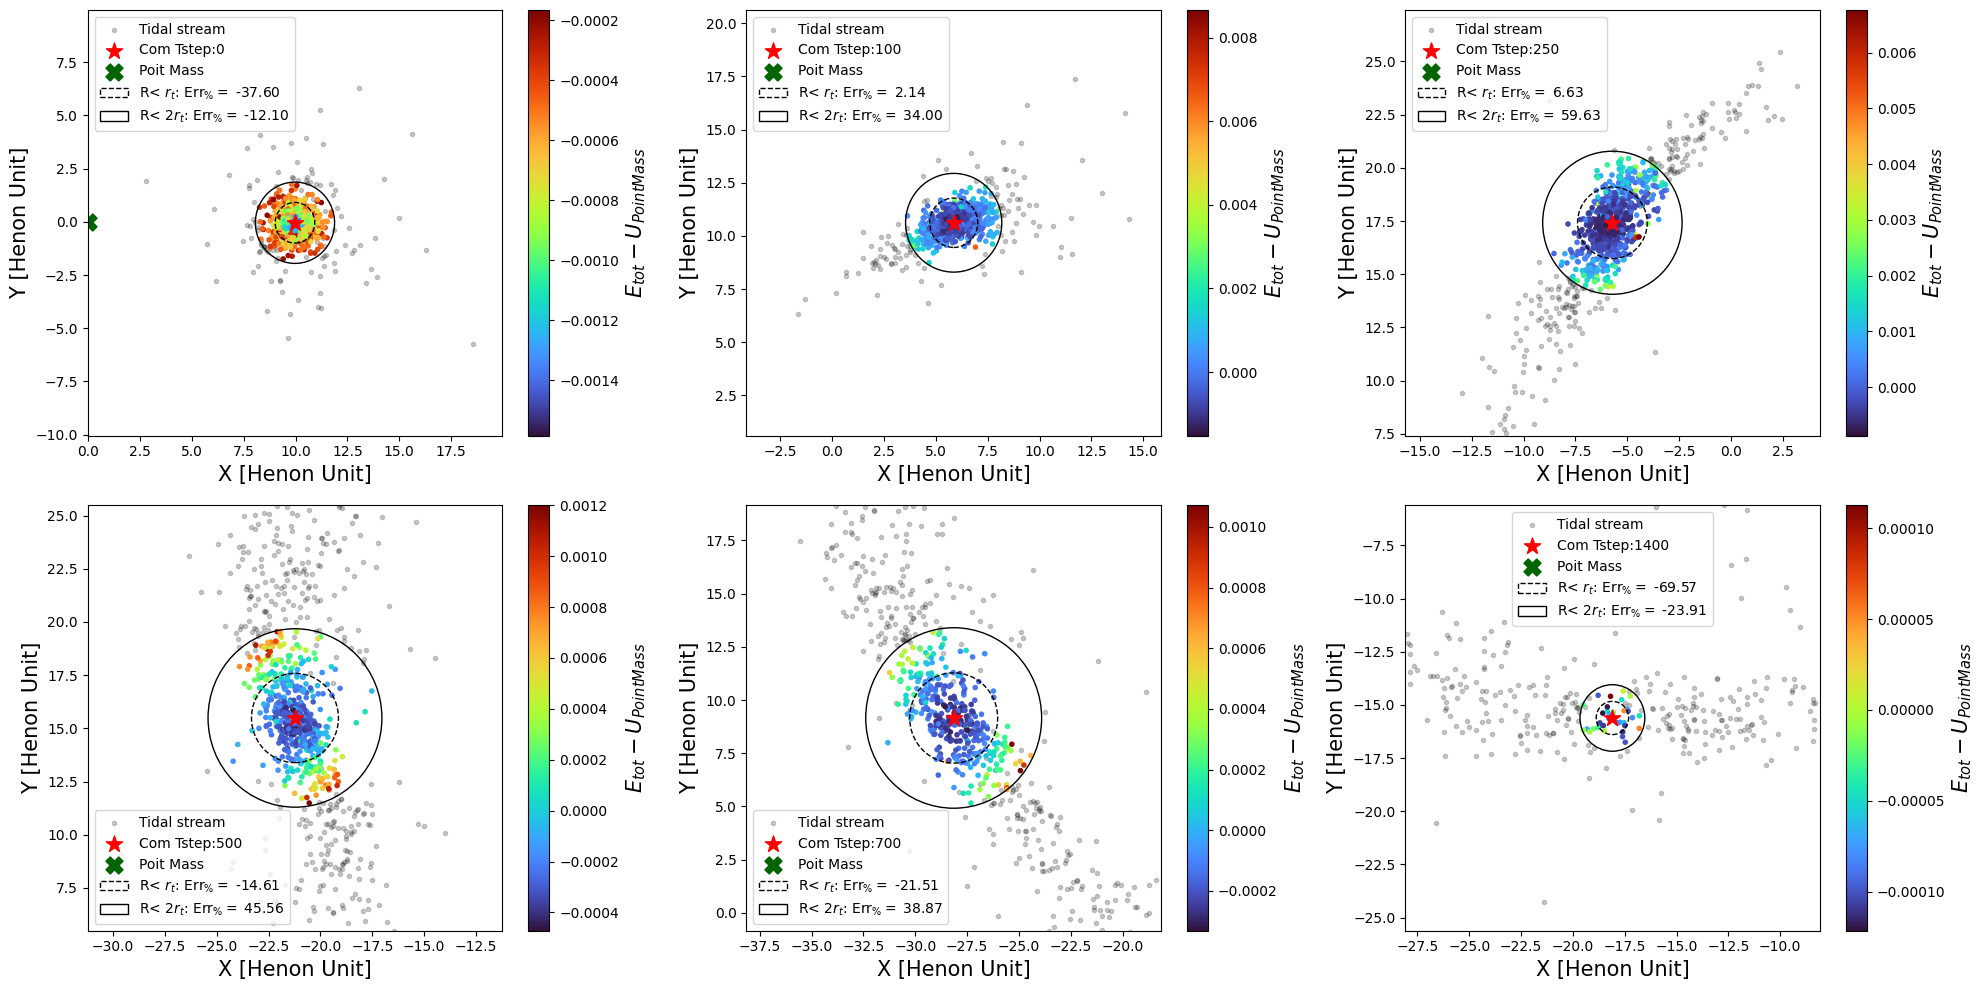 Tidal stream
Com Tstep:0
Poit Mass
R< r_t: Err_% = -37.60
R< 2r_t: Err_% = -12.10
7.5
5.0
2.5
0.0
−2.5
−5.0
−7.5
−10.0
0.0 2.5 5.0 7.5 10.0 12.5 15.0 17.5
X [Henon Unit]
Y [Henon Unit]
−0.0002
−0.0004
−0.0006
−0.0008
−0.0010
−0.0012
−0.0014
E_tot − U_PointMass
Tidal stream
Com Tstep:100
Poit Mass
R< r_t: Err_% = 2.14
R< 2r_t: Err_% = 34.00
20.0
17.5
15.0
12.5
10.0
7.5
5.0
2.5
−2.5 0.0 2.5 5.0 7.5 10.0 12.5 15.0
X [Henon Unit]
Y [Henon Unit]
0.008
0.006
0.004
0.002
0.000
E_tot − U_PointMass
Tidal stream
Com Tstep:250
Poit Mass
R< r_t: Err_% = 6.63
R< 2r_t: Err_% = 59.63
25.0
22.5
20.0
17.5
15.0
12.5
10.0
7.5
−15.0 −12.5 −10.0 −7.5 −5.0 −2.5 0.0 2.5
X [Henon Unit]
Y [Henon Unit]
0.006
0.005
0.004
0.003
0.002
0.001
0.000
E_tot − U_PointMass
25.0
22.5
20.0
17.5
15.0
12.5
10.0
7.5
Tidal stream
Com Tstep:500
Poit Mass
R< r_t: Err_% = -14.61
R< 2r_t: Err_% = 45.56
−30.0 −27.5 −25.0 −22.5 −20.0 −17.5 −15.0 −12.5
X [Henon Unit]
Y [Henon Unit]
0.0012
0.0010
0.0008
0.0006
0.0004
0.0002
0.0000
−0.0002
−0.0004
E_tot − U_PointMass
17.5
15.0
12.5
10.0
7.5
5.0
2.5
0.0
Tidal stream
Com Tstep:700
Poit Mass
R< r_t: Err_% = -21.51
R< 2r_t: Err_% = 38.87
−37.5 −35.0 −32.5 −30.0 −27.5 −25.0 −22.5 −20.0
X [Henon Unit]
Y [Henon Unit]
0.0010
0.0008
0.0006
0.0004
0.0002
0.0000
−0.0002
E_tot − U_PointMass
Tidal stream
Com Tstep:1400
Poit Mass
R< r_t: Err_% = -69.57
R< 2r_t: Err_% = -23.91
−7.5
−10.0
−12.5
−15.0
−17.5
−20.0
−22.5
−25.0
−27.5 −25.0 −22.5 −20.0 −17.5 −15.0 −12.5 −10.0
X [Henon Unit]
Y [Henon Unit]
0.00010
0.00005
0.00000
−0.00005
−0.00010
E_tot − U_PointMass